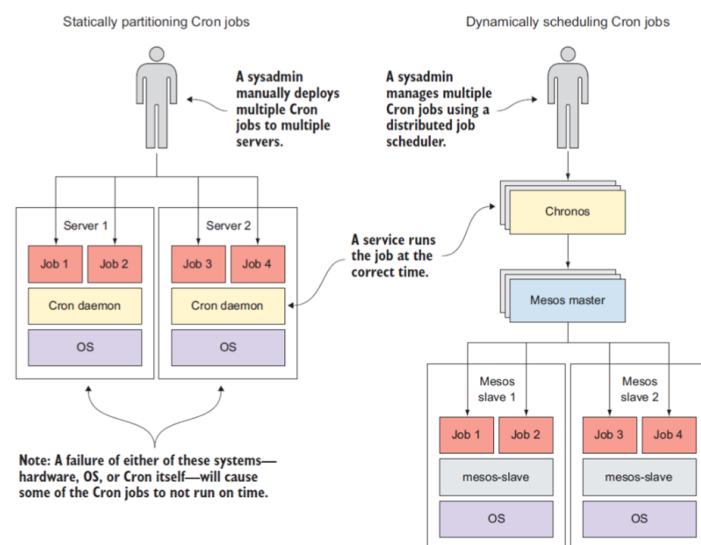 Statically partitioning Cron jobs
A sysadmin
manually deploys
multiple Cron
jobs to multiple
servers.
Server 1
Server 2
Job 1
Job 2
Job 3
Job 4
Cron daemon
Cron daemon
OS
OS
Note: A failure of either of these systems—
hardware, OS, or Cron itself—will cause
some of the Cron jobs to not run on time.
A service runs
the job at the
correct time.
Dynamically scheduling Cron jobs
A sysadmin
manages multiple
Cron jobs using a
distributed job
scheduler.
Chronos
Mesos master
Mesos
slave 1
Mesos
slave 2
Job 1
Job 2
Job 3
Job 4
mesos-slave
mesos-slave
OS
OS